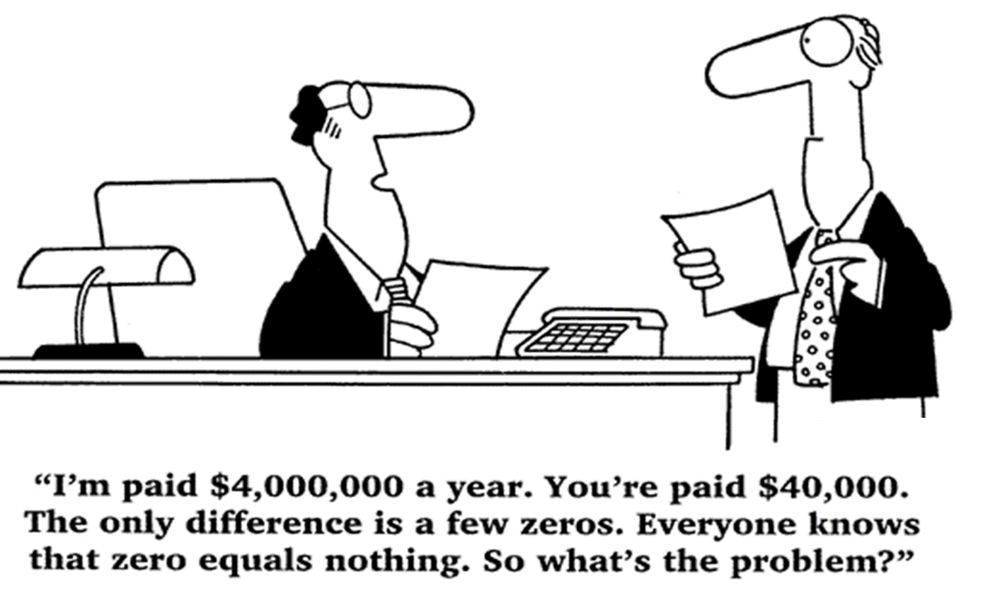 “I’m paid $4,000,000 a year. You’re paid $40,000.
The only difference is a few zeros. Everyone knows
that zero equals nothing. So what’s the problem?”